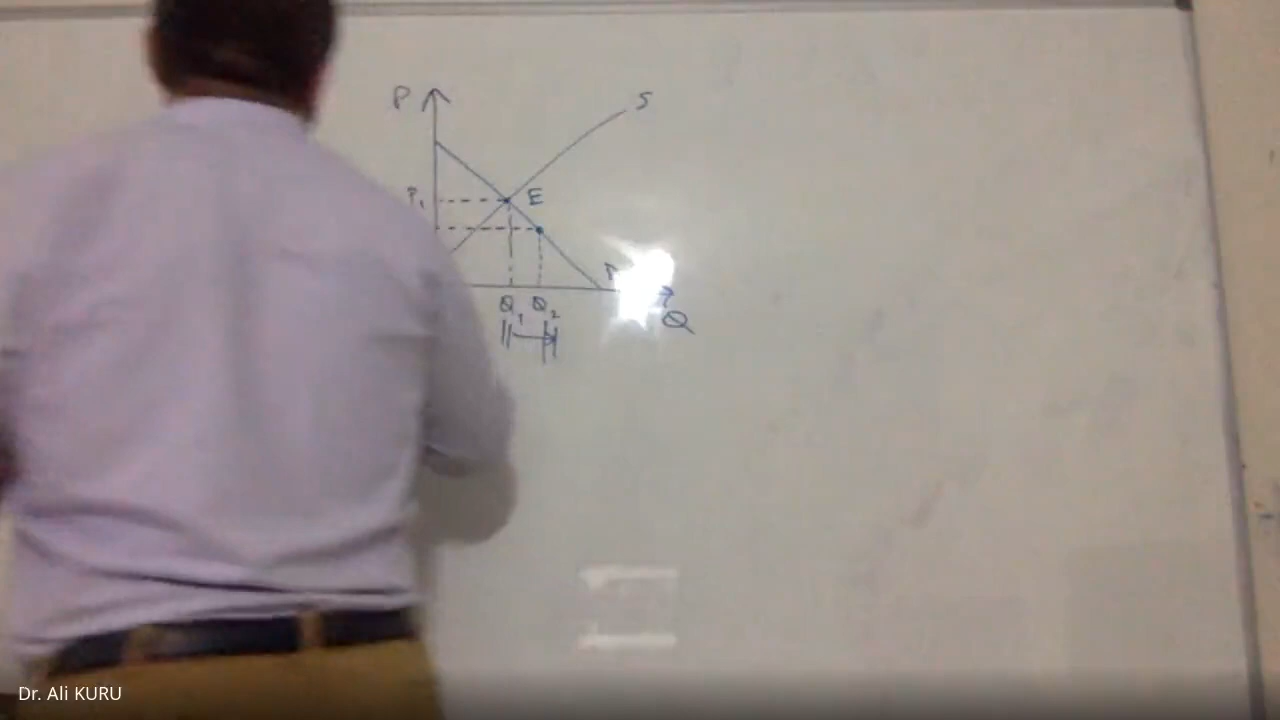 P
S
P₁
E
D
Q₁ Q₂
Q
Dr. Ali KURU